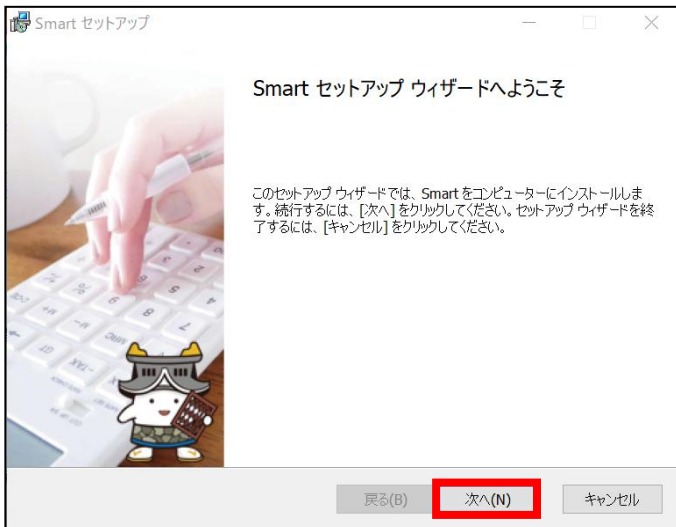 Smart セットアップ
Smart セットアップ ウィザードへようこそ
このセットアップ ウィザードでは、Smart をコンピューターにインストールしま
す。続行するには、[次へ] をクリックしてください。セットアップ ウィザードを終
了するには、[キャンセル] をクリックしてください。
戻る(B)
次へ(N)
キャンセル